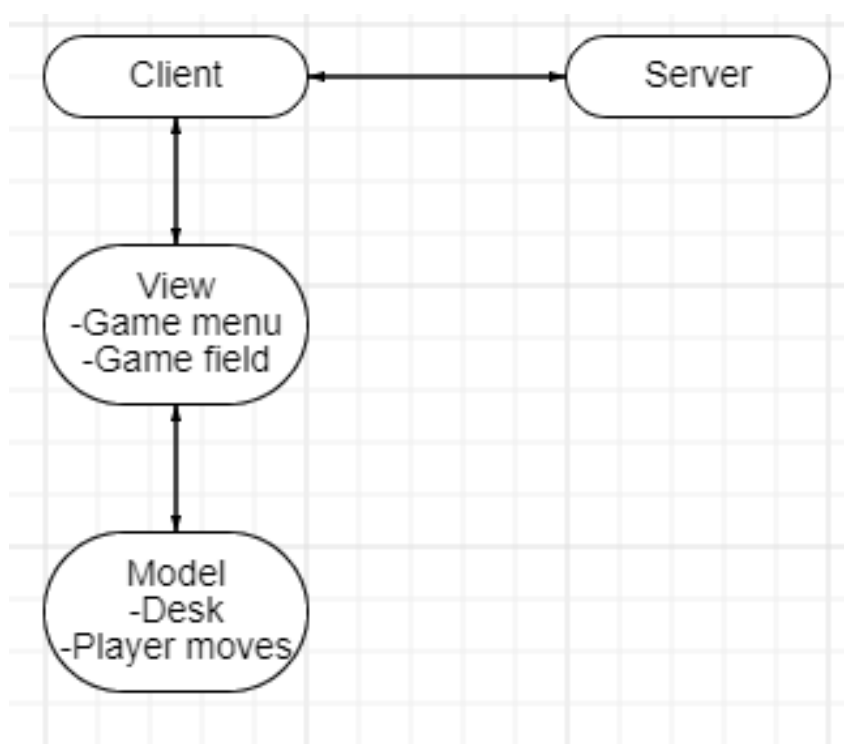 Client
Server
View
-Game menu
-Game field
Model
-Desk
-Player moves